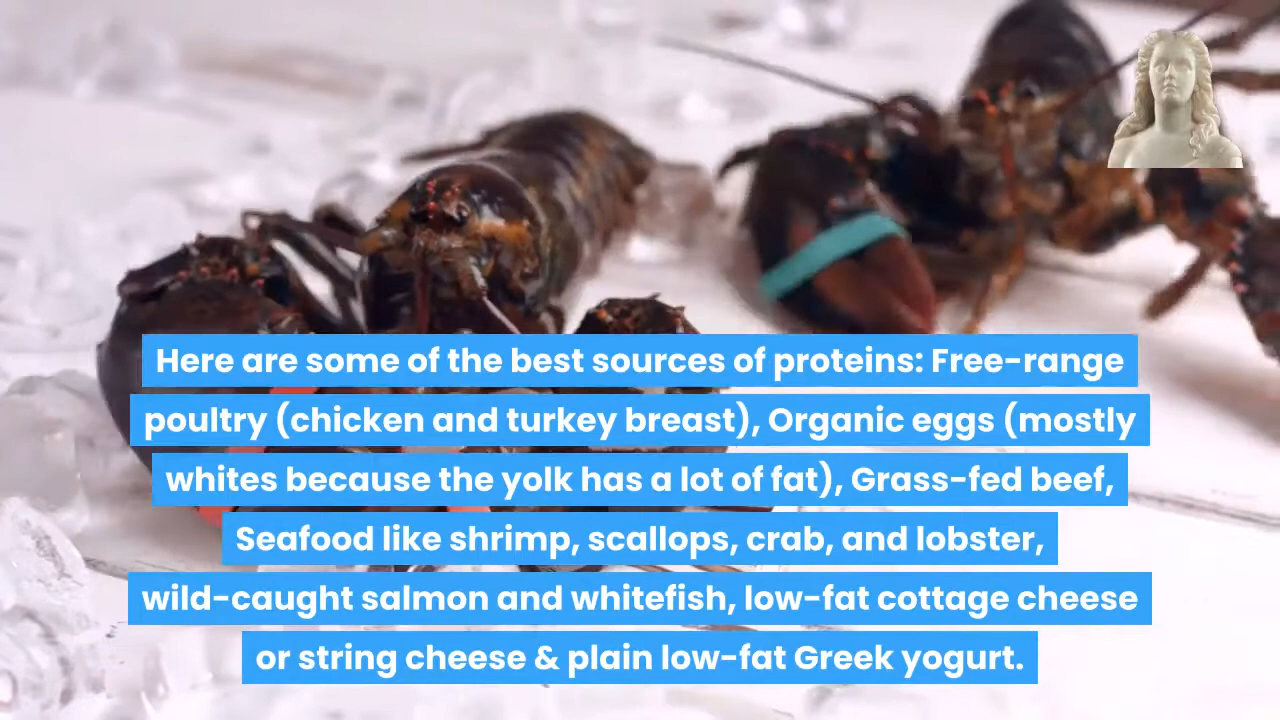 Here are some of the best sources of proteins: Free-range
poultry (chicken and turkey breast), Organic eggs (mostly
whites because the yolk has a lot of fat), Grass-fed beef,
Seafood like shrimp, scallops, crab, and lobster,
wild-caught salmon and whitefish, low-fat cottage cheese
or string cheese & plain low-fat Greek yogurt.